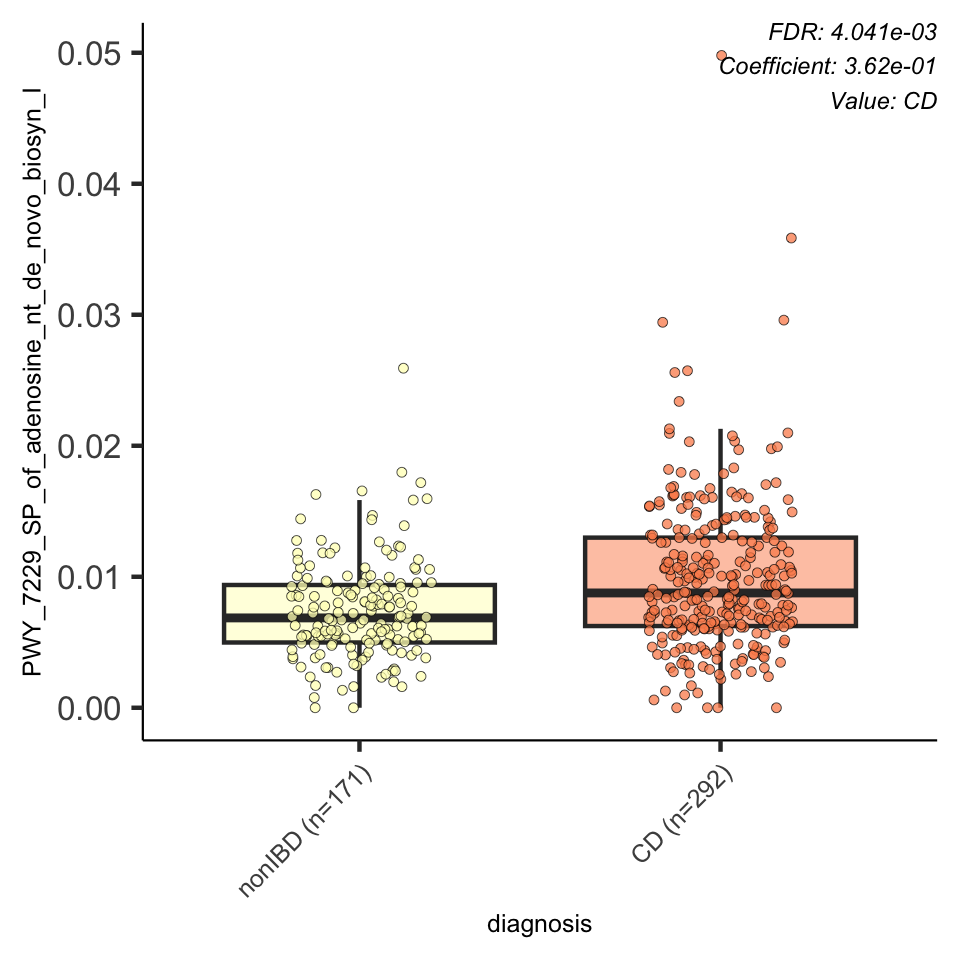 FDR: 4.041e-03
Coefficient: 3.62e-01
Value: CD
PWY_7229_SP_of_adenosine_nt_de_novo_biosyn_I
0.05
0.04
0.03
0.02
0.01
0.00
nonIBD (n=171)
CD (n=292)
diagnosis